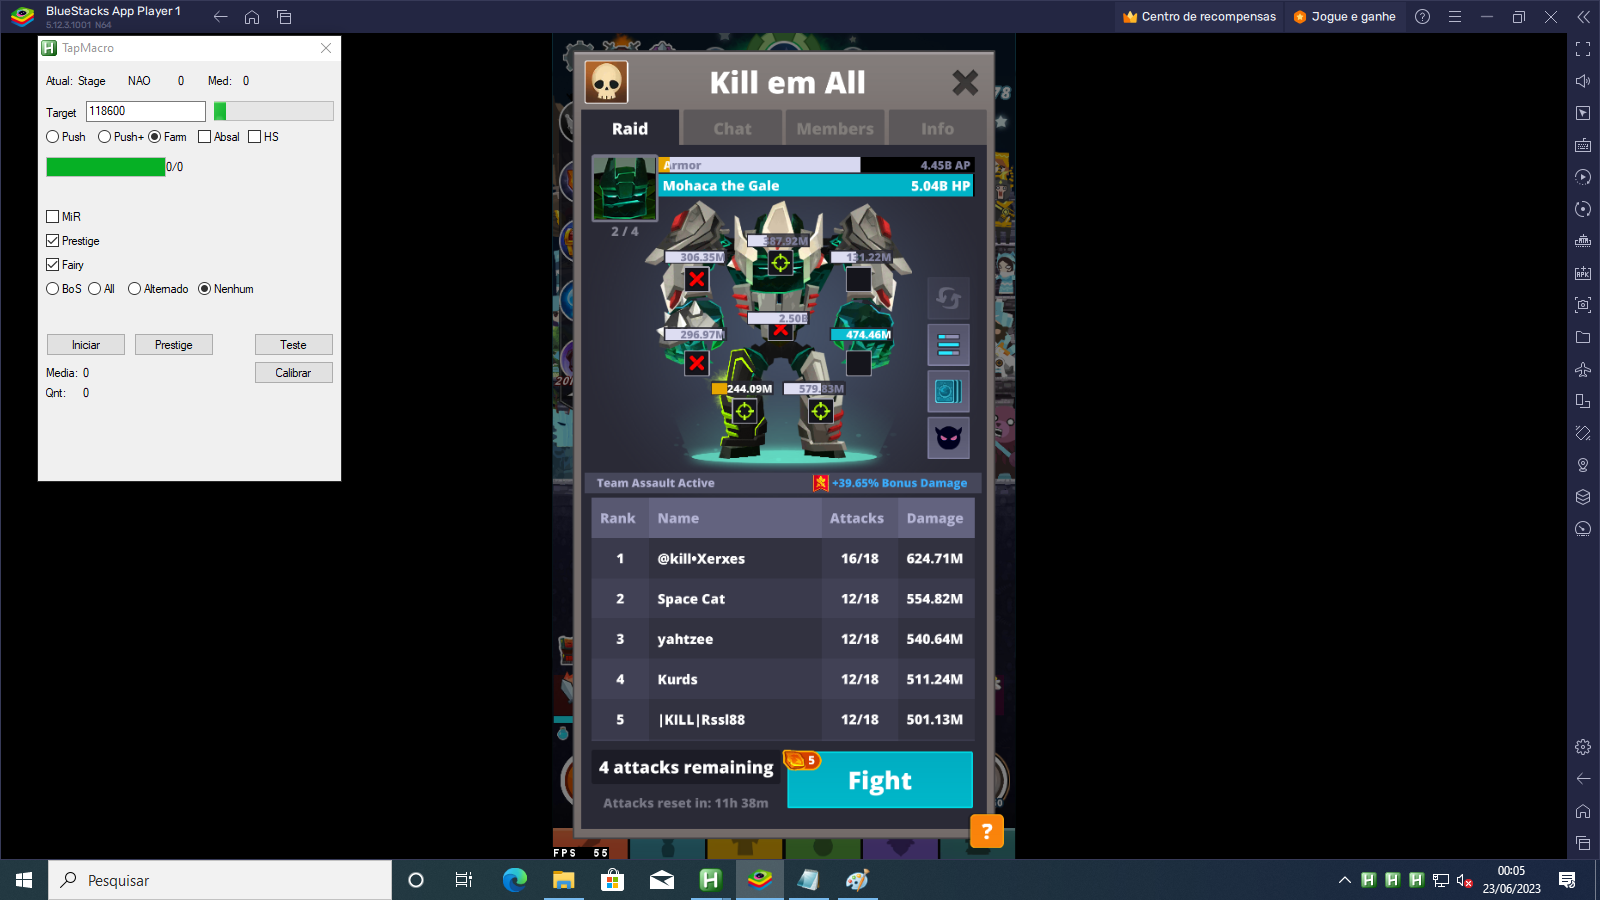 BlueStacks App Player 1
5.12.3.1001 N64
Centro de recompensas
Jogue e ganhe
TapMacro
Atual: Stage NAO 0 Med: 0
Target 118600
Push Push+ Farm Absal HS
0/0
MiR
Prestige
Fairy
BoS All Alternado Nenhum
Iniciar Prestige Teste
Media: 0 Calibrar
Qnt: 0
Kill em All
Raid Chat Members Info
Armor 4.45B AP
Mohaca the Gale 5.04B HP
2 / 4
387.92M
306.35M 131.22M
2.50B
296.97M 474.46M
244.09M 579.83M
Team Assault Active +39.65% Bonus Damage
Rank Name Attacks Damage
1 @kill•Xerxes 16/18 624.71M
2 Space Cat 12/18 554.82M
3 yahtzee 12/18 540.64M
4 Kurds 12/18 511.24M
5 |KILL|Rssl88 12/18 501.13M
4 attacks remaining
5
Fight
Attacks reset in: 11h 38m
?
FPS 55
Pesquisar
00:05
23/06/2023